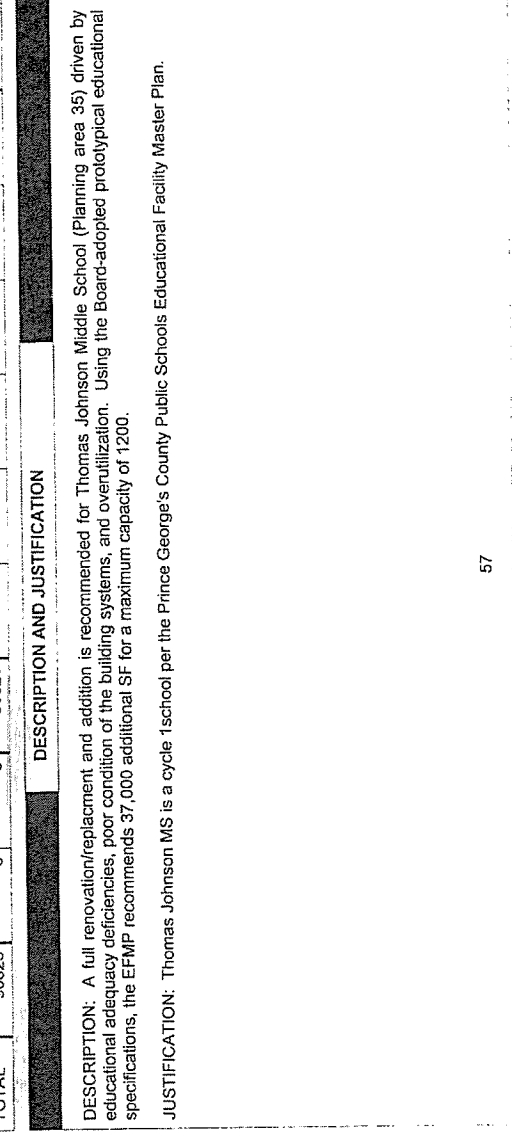 TOTAL
DESCRIPTION AND JUSTIFICATION
DESCRIPTION: A full renovation/replacment and addition is recommended for Thomas Johnson Middle School (Planning area 35) driven by
educational adequacy deficiencies, poor condition of the building systems, and overutilization. Using the Board-adopted prototypical educational
specifications, the EFMP recommends 37,000 additional SF for a maximum capacity of 1200.
JUSTIFICATION: Thomas Johnson MS is a cycle 1school per the Prince George's County Public Schools Educational Facility Master Plan.
57